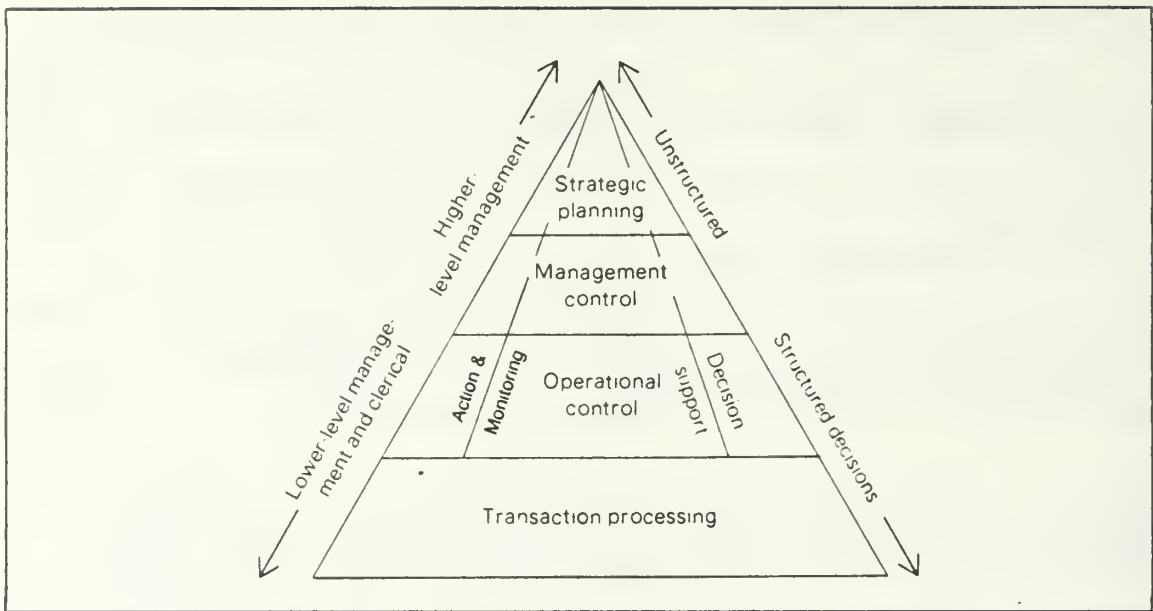 Higher-
level management
Unstructured
Strategic
planning
Management
control
Lower-level manage-
ment and clerical
Action &
Monitoring
Operational
control
Decision
support
Structured decisions
Transaction processing